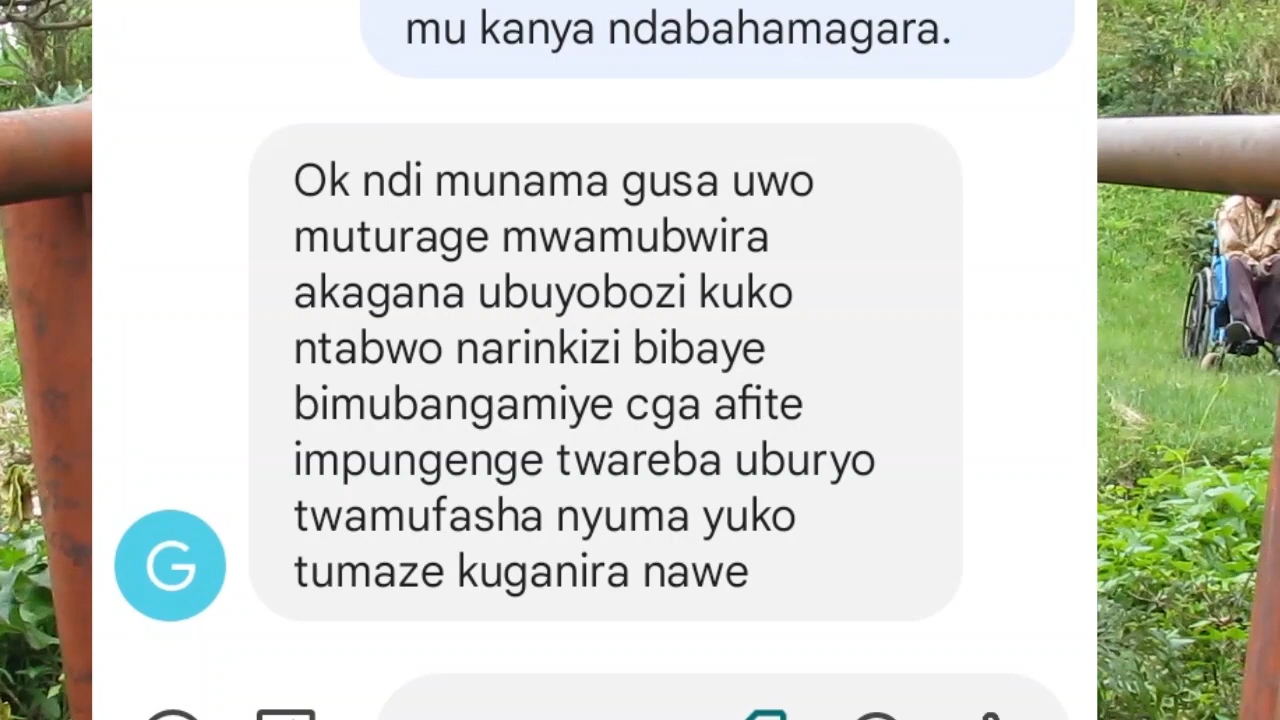 mu kanya ndabahamagara.
Ok ndi munama gusa uwo
muturage mwamubwira
akagana ubuyobozi kuko
ntabwo narinkizi bibaye
bimubangamiye cga afite
impungenge twareba uburyo
twamufasha nyuma yuko
tumaze kuganira nawe
G